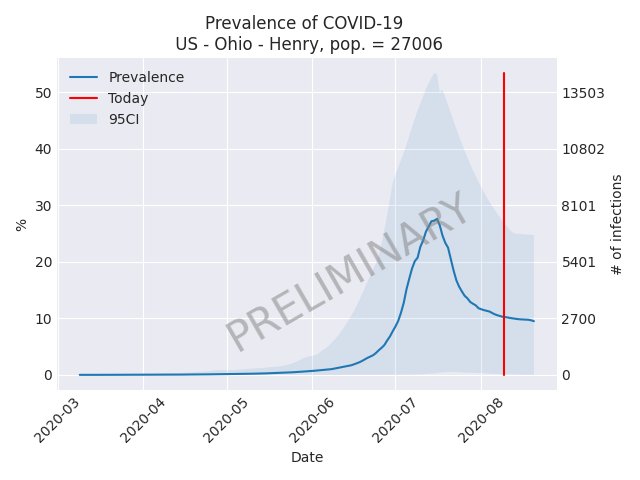 Prevalence of COVID-19
US - Ohio - Henry, pop. = 27006
Prevalence
Today
95CI
PRELIMINARY
%
50
40
30
20
10
0
13503
10802
8101
5401
2700
0
# of infections
2020-03
2020-04
2020-05
2020-06
2020-07
2020-08
Date